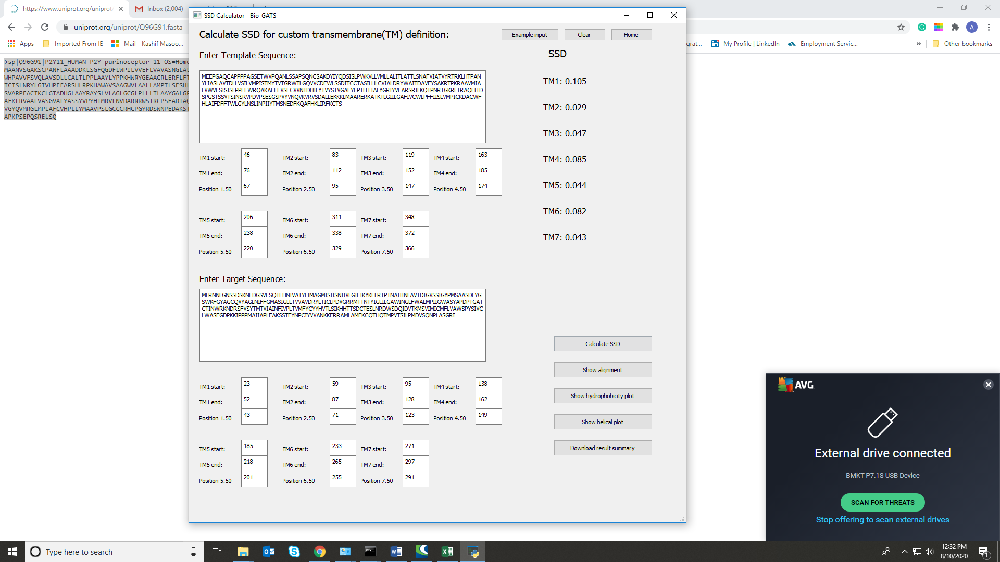 https://www.uniprot.org/uniprot
Inbox (2,004) -
SSD Calculator - Bio-GATS
uniprot.org/uniprot/Q96G91.fasta
Apps
Imported From IE
Mail - Kashif Masoo...
grat...
My Profile | LinkedIn
Employment Servic...
»
Other bookmarks
A
>sp|Q96G91|P2Y11_HUMAN P2Y purinoceptor 11 OS=Homo
MAANVSGAKSCPANFLAAADDKLSGFQGDFLWPILVVEFLVAVASNGLAL
WHPAVVFSVQLAVSDLLCALTLPPLAAYLYPPKHWRYGEAACRLERFLFT
TCISLNRYLGIVHPFFARSHLRPKHAWAVSAAGWVLAALLAMPTLSFSHL
SVARPEACIKCLGTADHGLAAYRAYSLVLAGLGCGLPLLLTLAAYGALGR
AEKLRVAALVASGVALYASSYVPYHIMRVLNVDARRRWSTRCPSFADIAQ
VGYQVMRGLMPLAFCVHPLLYMAAVPSLGCCCRHCPGYRDSWNPEDAKST
APKPSEPQSRELSQ
Calculate SSD for custom transmembrane(TM) definition:
Example input
Clear
Home
Enter Template Sequence:
SSD
MEEPGAQCAPPPPAGSETWVPQANLSSAPSQNCSAKDYIYQDSISLPWKVLLVMLLALITLATTLSNAFVIATVYRTRKLHTPAN
YLIASLAVTDLLVSILVMPISTMYTVTGRWTLGQVVCDFWLSSDITCCTASILHLCVIALDRYWAITDAVEYSAKRTPKRAAVMIA
LVWVFSISISLPPFFWRQAKAEEEVSECVVNTDHILYTVYSTVGAFYFPTLLLIALYGRIYVEARSRILKQTPNRTGKRLTRAQLITD
SPGSTSSVTSINSRVPDVPSESGSPVYVNQVKVRVSDALLEKKKLMAARERKATKTLGIILGAFIVCWLPFFIISLVMPICKDACWF
HLAIFDFFTWLGYLNSLINPIIYTMSNEDFKQAFHKLIRFKCTS
TM1: 0.105
TM2: 0.029
TM3: 0.047
TM4: 0.085
TM5: 0.044
TM6: 0.082
TM7: 0.043
TM1 start: 46 TM2 start: 83 TM3 start: 119 TM4 start: 163
TM1 end: 76 TM2 end: 112 TM3 end: 152 TM4 end: 185
Position 1.50 67 Position 2.50 95 Position 3.50 147 Position 4.50 174
TM5 start: 206 TM6 start: 311 TM7 start: 348
TM5 end: 238 TM6 end: 338 TM7 end: 372
Position 5.50 220 Position 6.50 329 Position 7.50 366
Enter Target Sequence:
MLRNNLGNSSDSKNEDGSVFSQTEHNIVATYLIMAGMISIISNIIVLGIFIKYKELRTPTNAIIINLAVTDIGVSSIGYPMSAASDLYG
SWKFGYAGCQVYAGLNIFFGMASIGLLTVVAVDRYLTICLPDVGRRMTTNTYIGLILGAWINGLFWALMPIIGWASYAPDPTGAT
CTINWRKNDRSFVSYTMTVIAINFIVPLTVMFYCYYHVTLSIKHHTTSDCTESLNRDWSDQIDVTKMSVIMICMFLVAWSPYSIVC
LWASFGDPKKIPPPMAIIAPLFAKSSTFYNPCIYVVANKKFRRAMLAMFKCQTHQTMPVTSILPMDVSQNPLASGRI
TM1 start: 23 TM2 start: 59 TM3 start: 95 TM4 start: 138
TM1 end: 52 TM2 end: 87 TM3 end: 128 TM4 end: 162
Position 1.50 43 Position 2.50 71 Position 3.50 123 Position 4.50 149
TM5 start: 185 TM6 start: 233 TM7 start: 271
TM5 end: 218 TM6 end: 265 TM7 end: 297
Position 5.50 201 Position 6.50 255 Position 7.50 291
Calculate SSD
Show alignment
Show hydrophobicity plot
Show helical plot
Download result summary
AVG
External drive connected
BMKT P7.1S USB Device
SCAN FOR THREATS
Stop offering to scan external drives
Type here to search
12:32 PM
8/10/2020
1